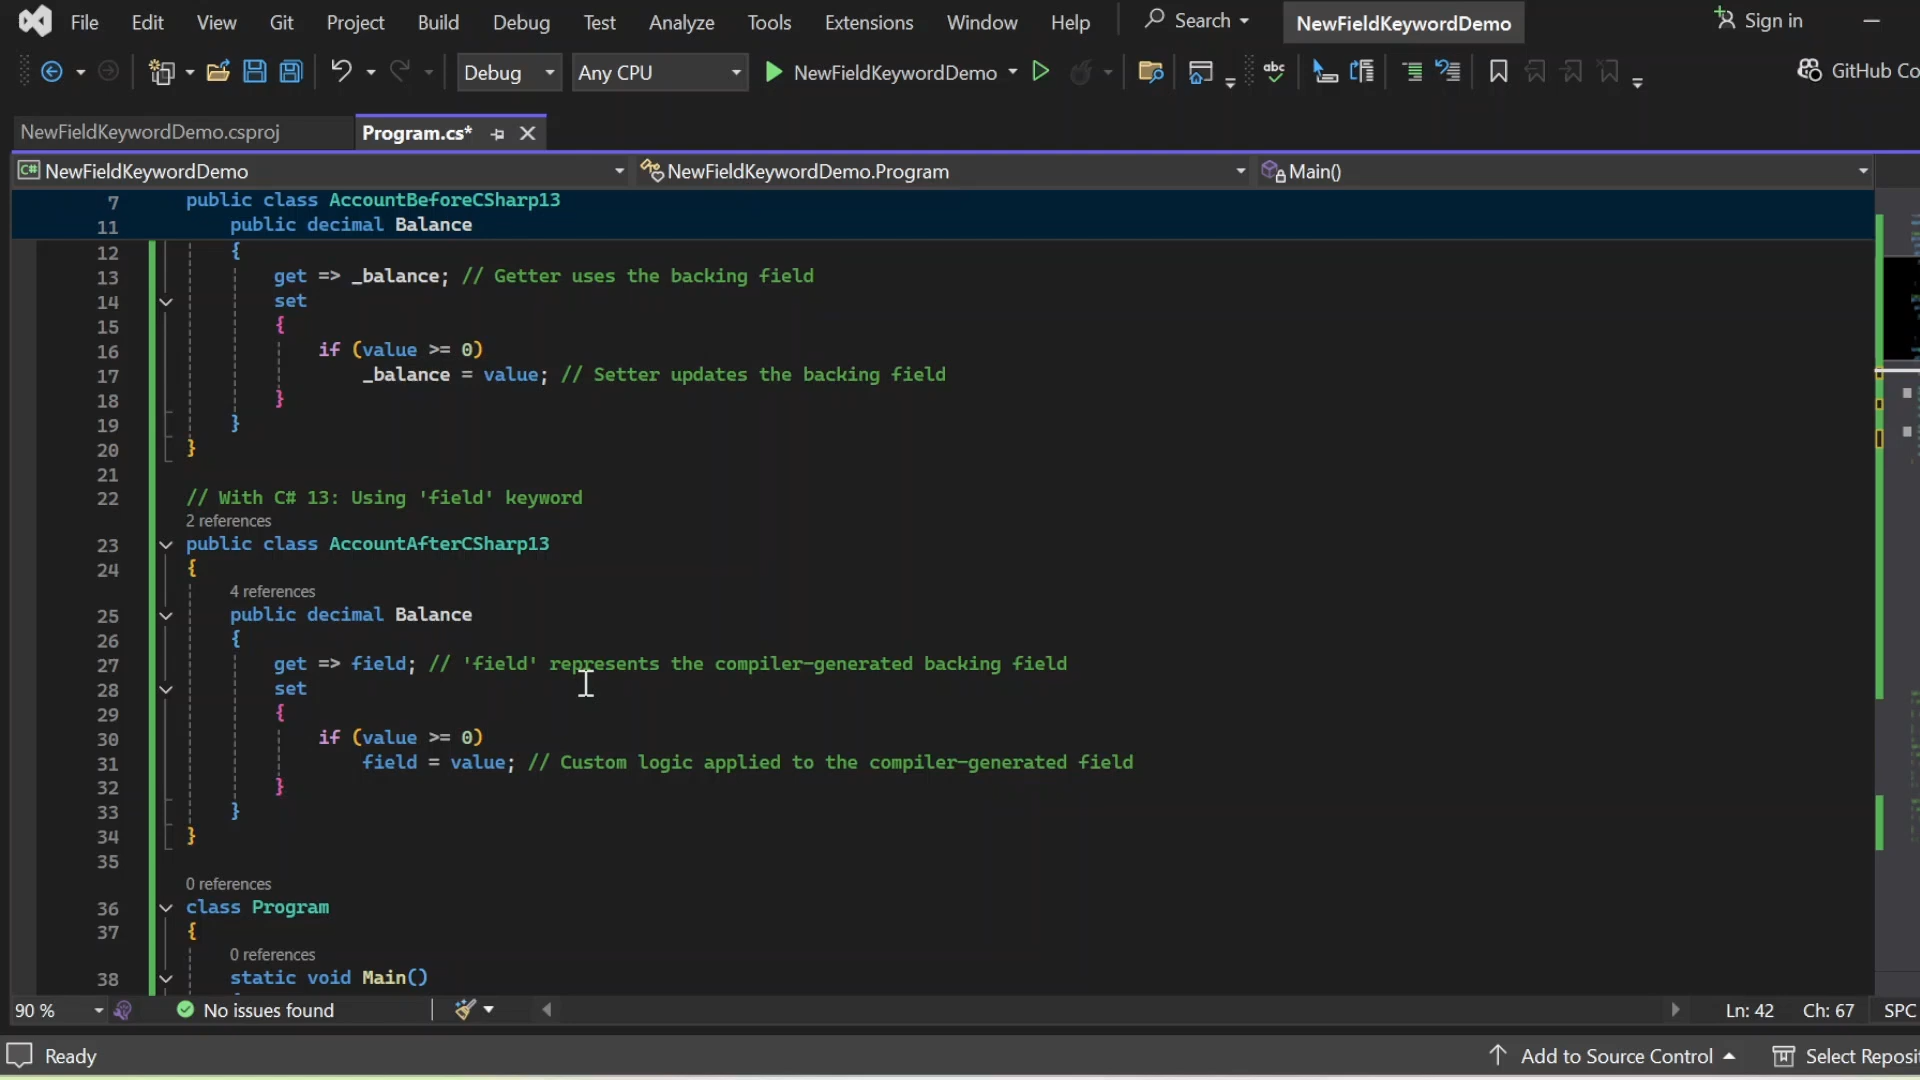 File Edit View Git Project Build Debug Test Analyze Tools Extensions Window Help Search NewFieldKeywordDemo Sign in
Debug Any CPU NewFieldKeywordDemo abc GitHub Co
NewFieldKeywordDemo.csproj Program.cs*
C# NewFieldKeywordDemo NewFieldKeywordDemo.Program Main()
7 public class AccountBeforeCSharp13
11 public decimal Balance
12 {
13 get => _balance; // Getter uses the backing field
14 set
15 {
16 if (value >= 0)
17 _balance = value; // Setter updates the backing field
18 }
19 }
20 }
21
22 // With C# 13: Using 'field' keyword
2 references
23 public class AccountAfterCSharp13
24 {
4 references
25 public decimal Balance
26 {
27 get => field; // 'field' represents the compiler-generated backing field
28 set
29 {
30 if (value >= 0)
31 field = value; // Custom logic applied to the compiler-generated field
32 }
33 }
34 }
35
0 references
36 class Program
37 {
0 references
38 static void Main()
90 % No issues found Ln: 42 Ch: 67 SPC
Ready Add to Source Control Select Reposit